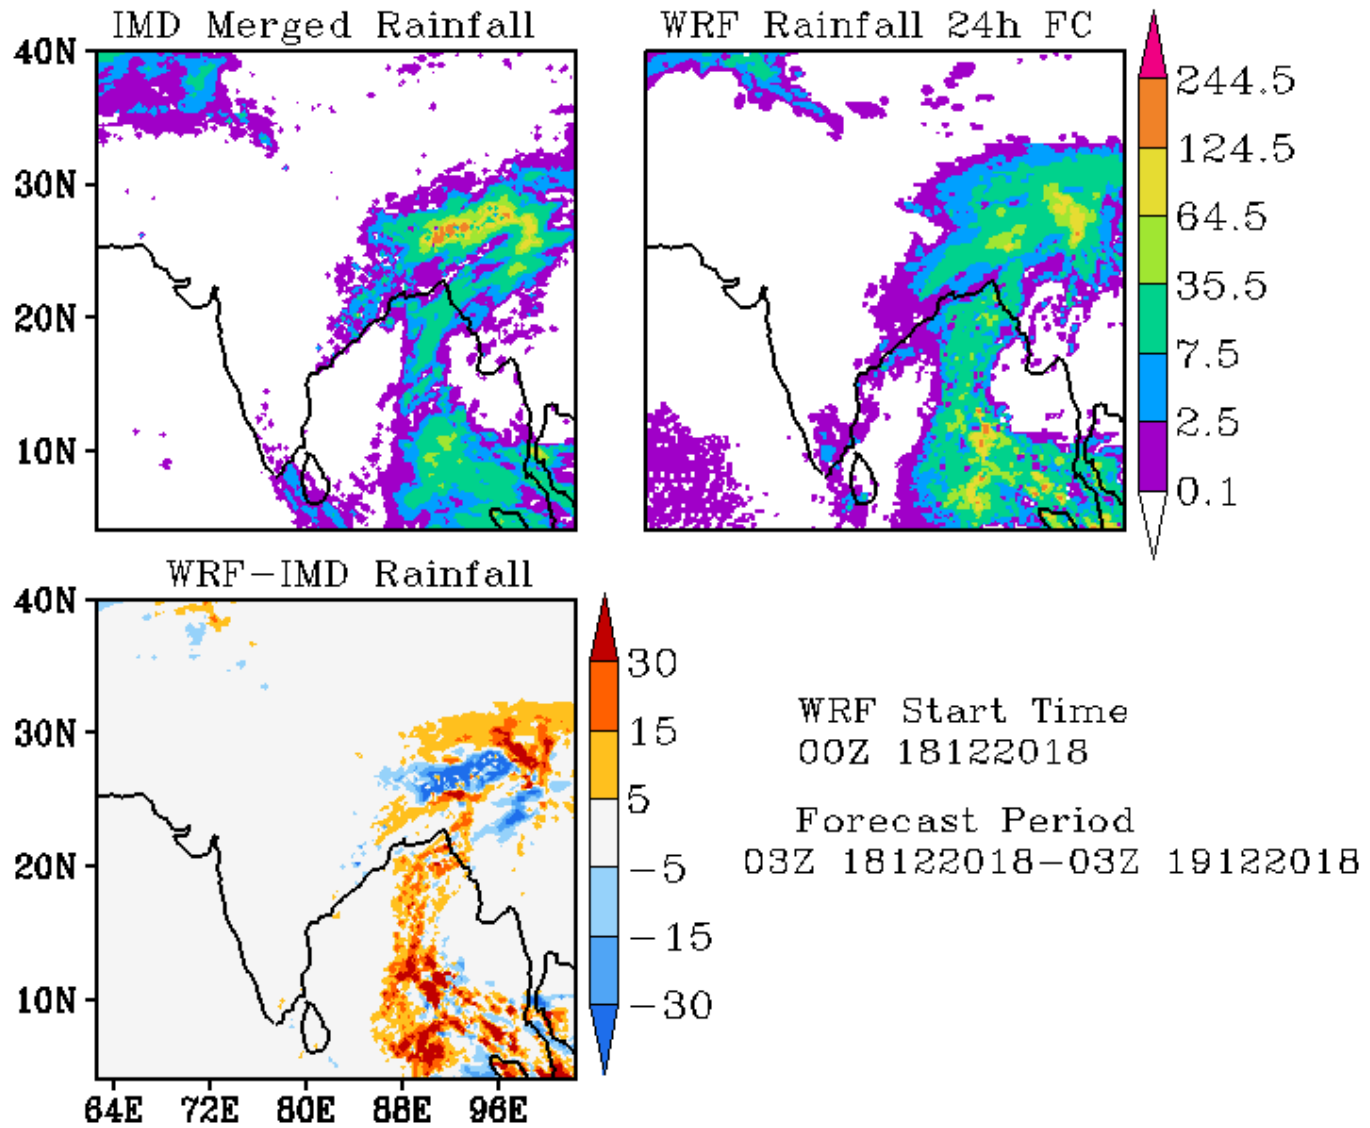 IMD Merged Rainfall
WRF Rainfall 24h FC
40N
30N
20N
10N
244.5
124.5
64.5
35.5
7.5
2.5
0.1
WRF-IMD Rainfall
40N
30N
20N
10N
64E 72E 80E 88E 96E
30
15
5
-5
-15
-30
WRF Start Time
00Z 18122018
Forecast Period
03Z 18122018-03Z 19122018